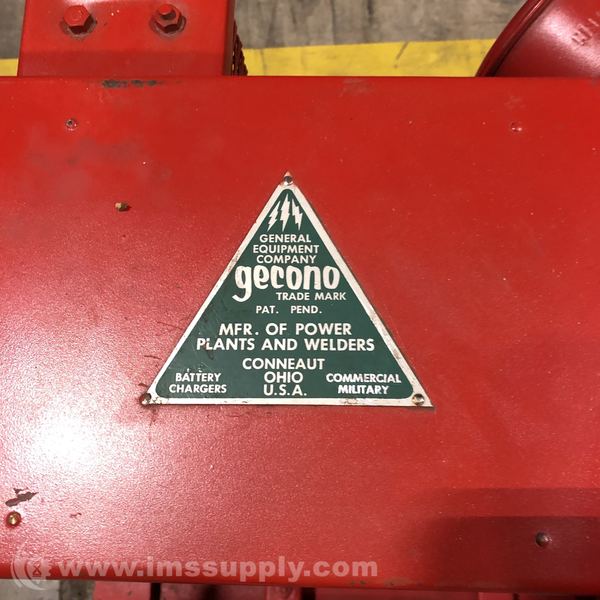 GENERAL
EQUIPMENT
COMPANY
gecono
TRADE MARK
PAT. PEND.
MFR. OF POWER
PLANTS AND WELDERS
CONNEAUT
OHIO
U.S.A.
BATTERY
CHARGERS
COMMERCIAL
MILITARY
www.imssupply.com